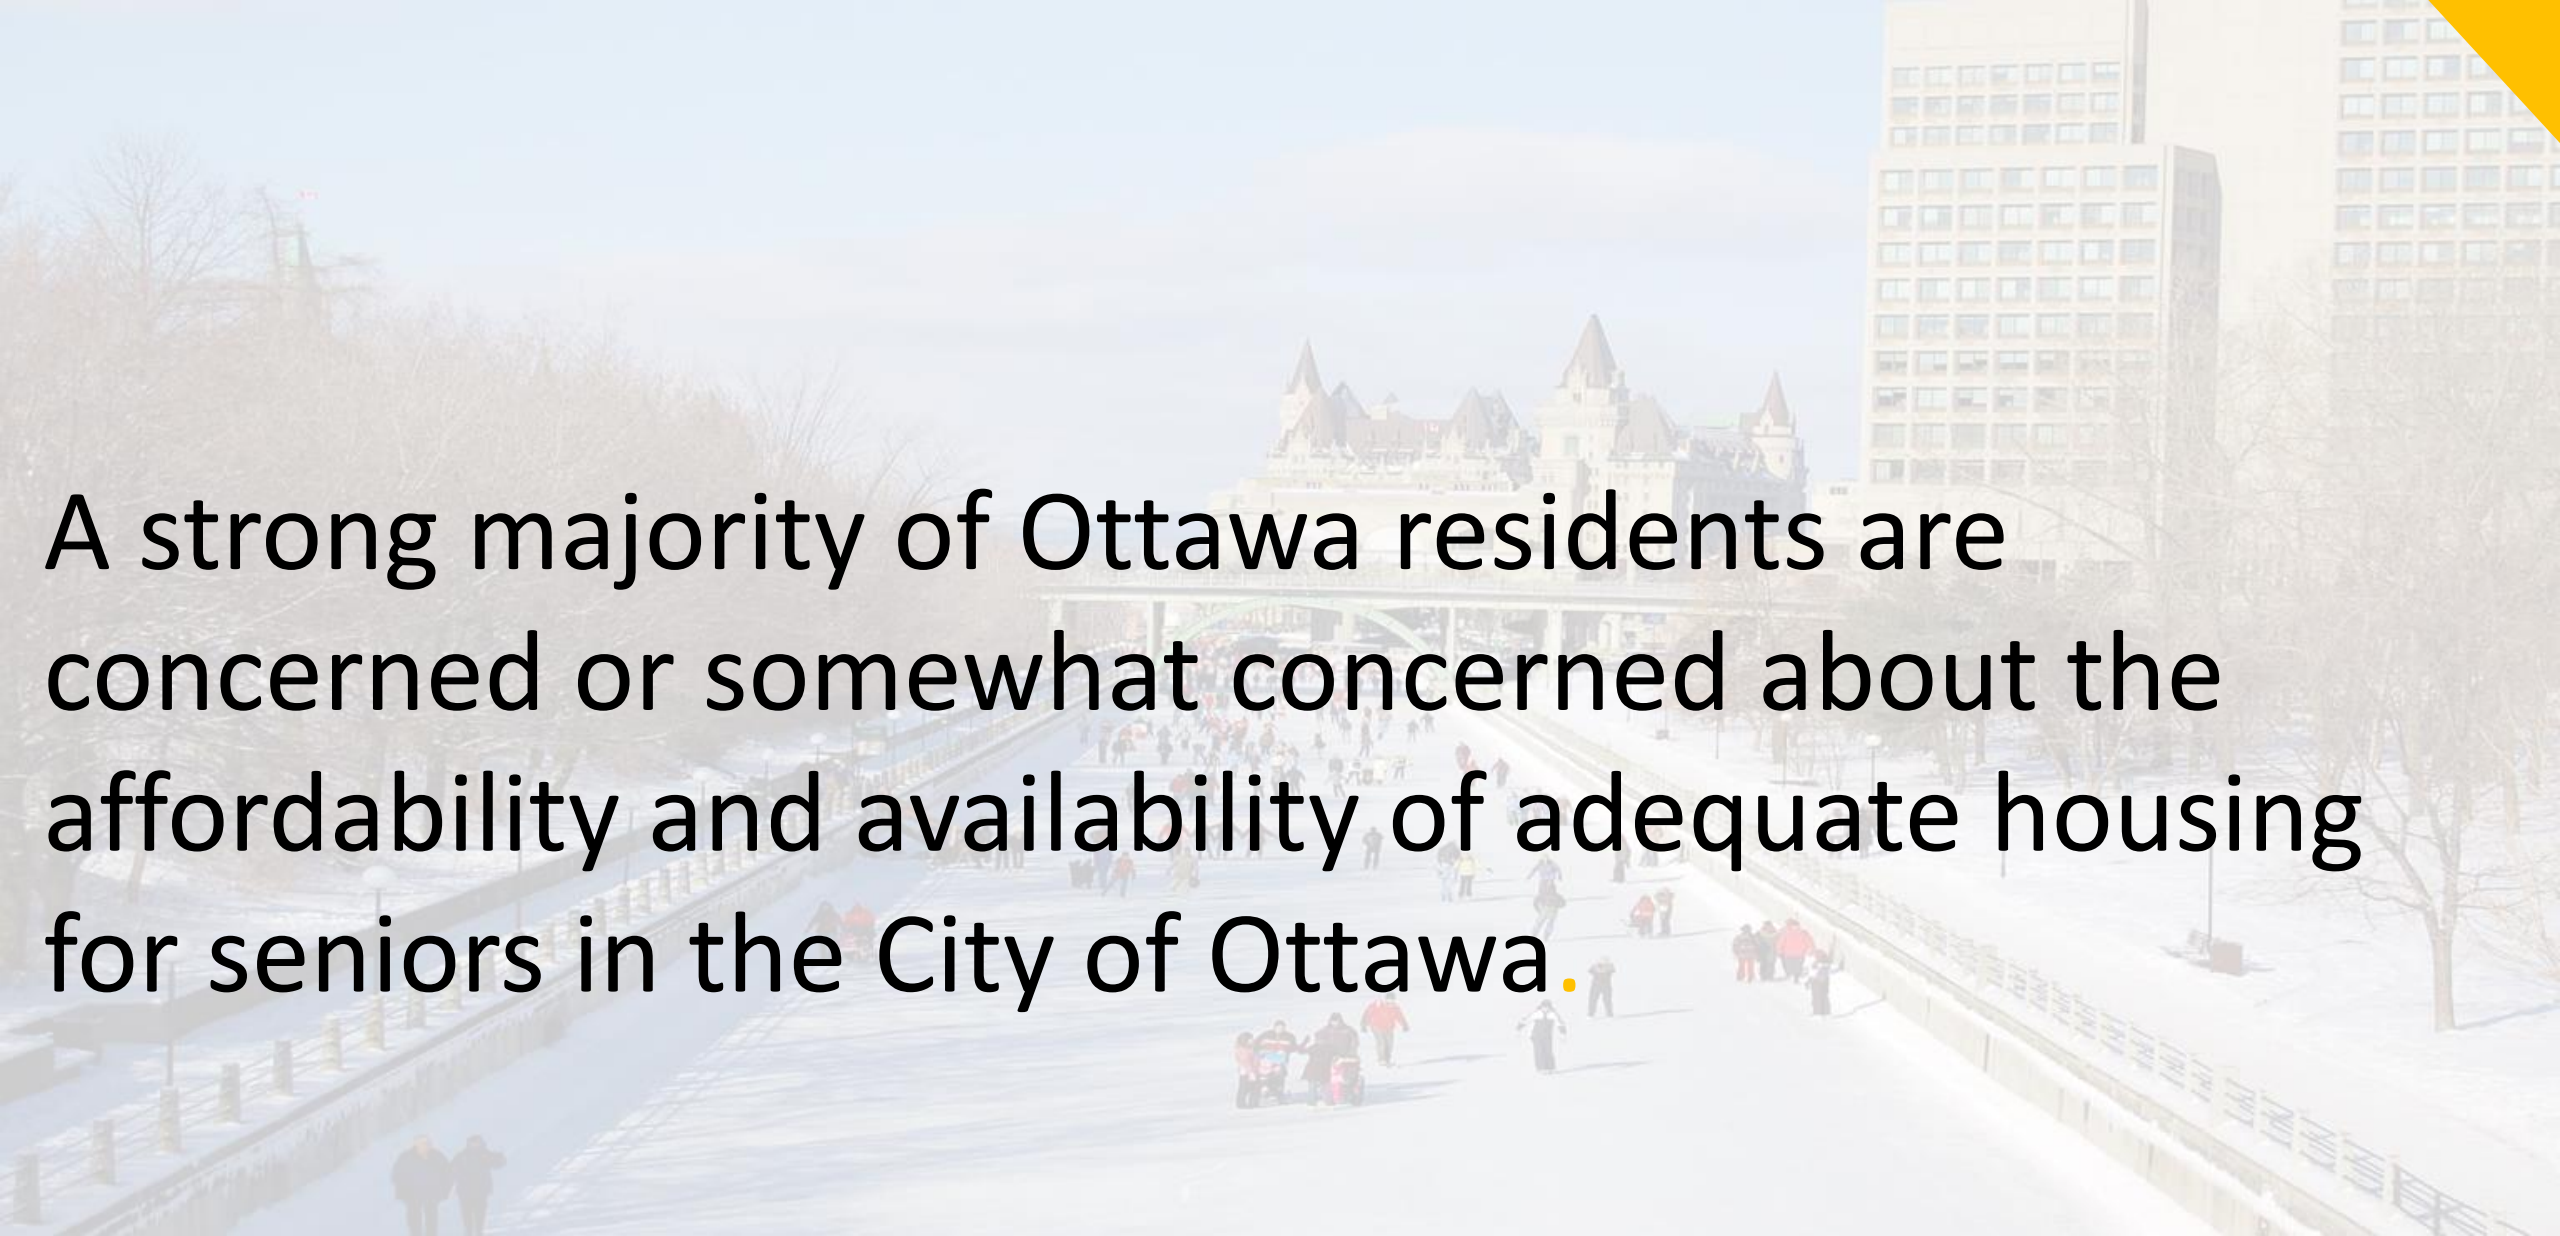 A strong majority of Ottawa residents are
concerned or somewhat concerned about the
affordability and availability of adequate housing
for seniors in the City of Ottawa.